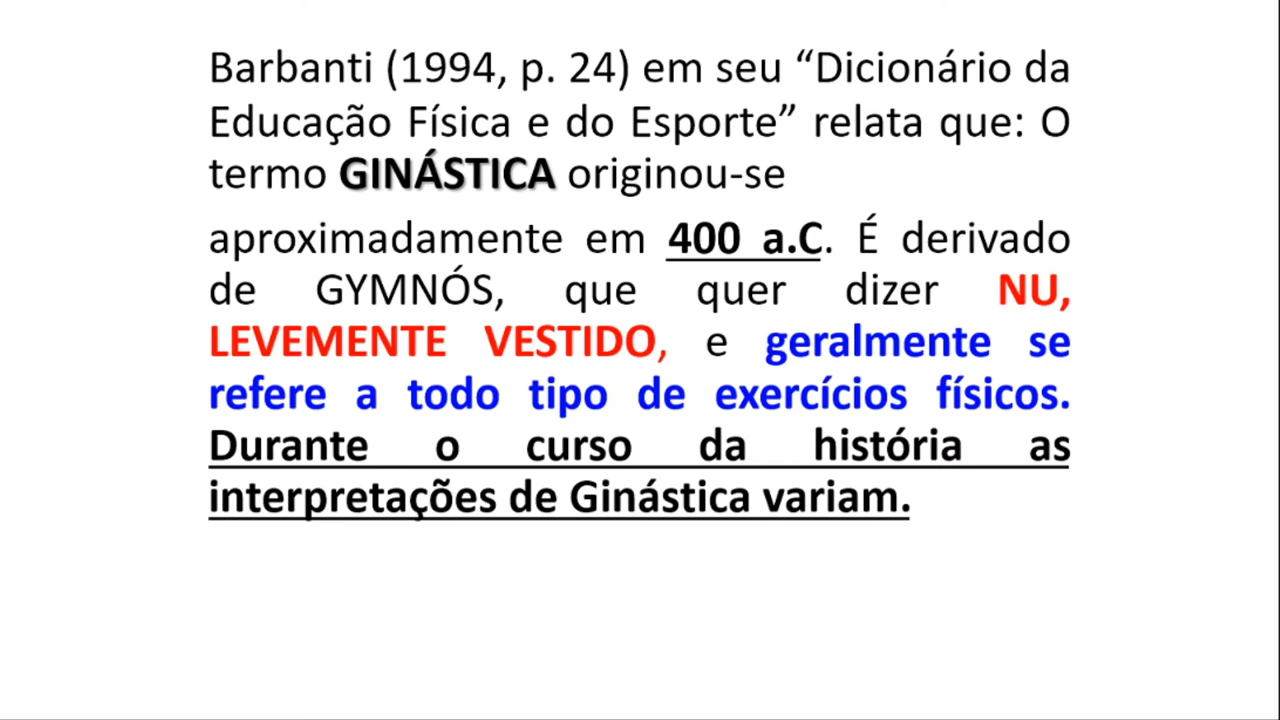 Barbanti (1994, p. 24) em seu “Dicionário da
Educação Física e do Esporte” relata que: O
termo GINÁSTICA originou-se
aproximadamente em 400 a.C. É derivado
de GYMNÓS, que quer dizer NU,
LEVEMENTE VESTIDO, e geralmente se
refere a todo tipo de exercícios físicos.
Durante o curso da história as
interpretações de Ginástica variam.